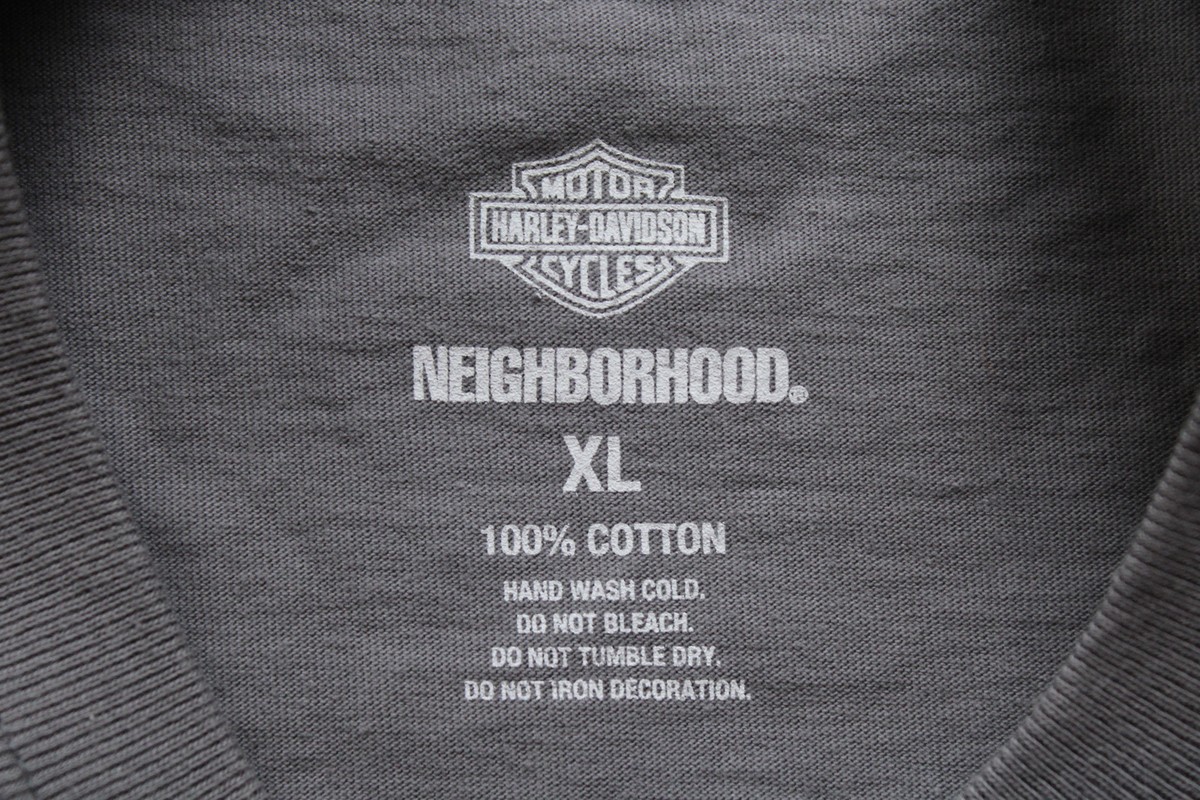 MOTOR
HARLEY-DAVIDSON
CYCLES
NEIGHBORHOOD®
XL
100% COTTON
HAND WASH COLD.
DO NOT BLEACH.
DO NOT TUMBLE DRY.
DO NOT IRON DECORATION.